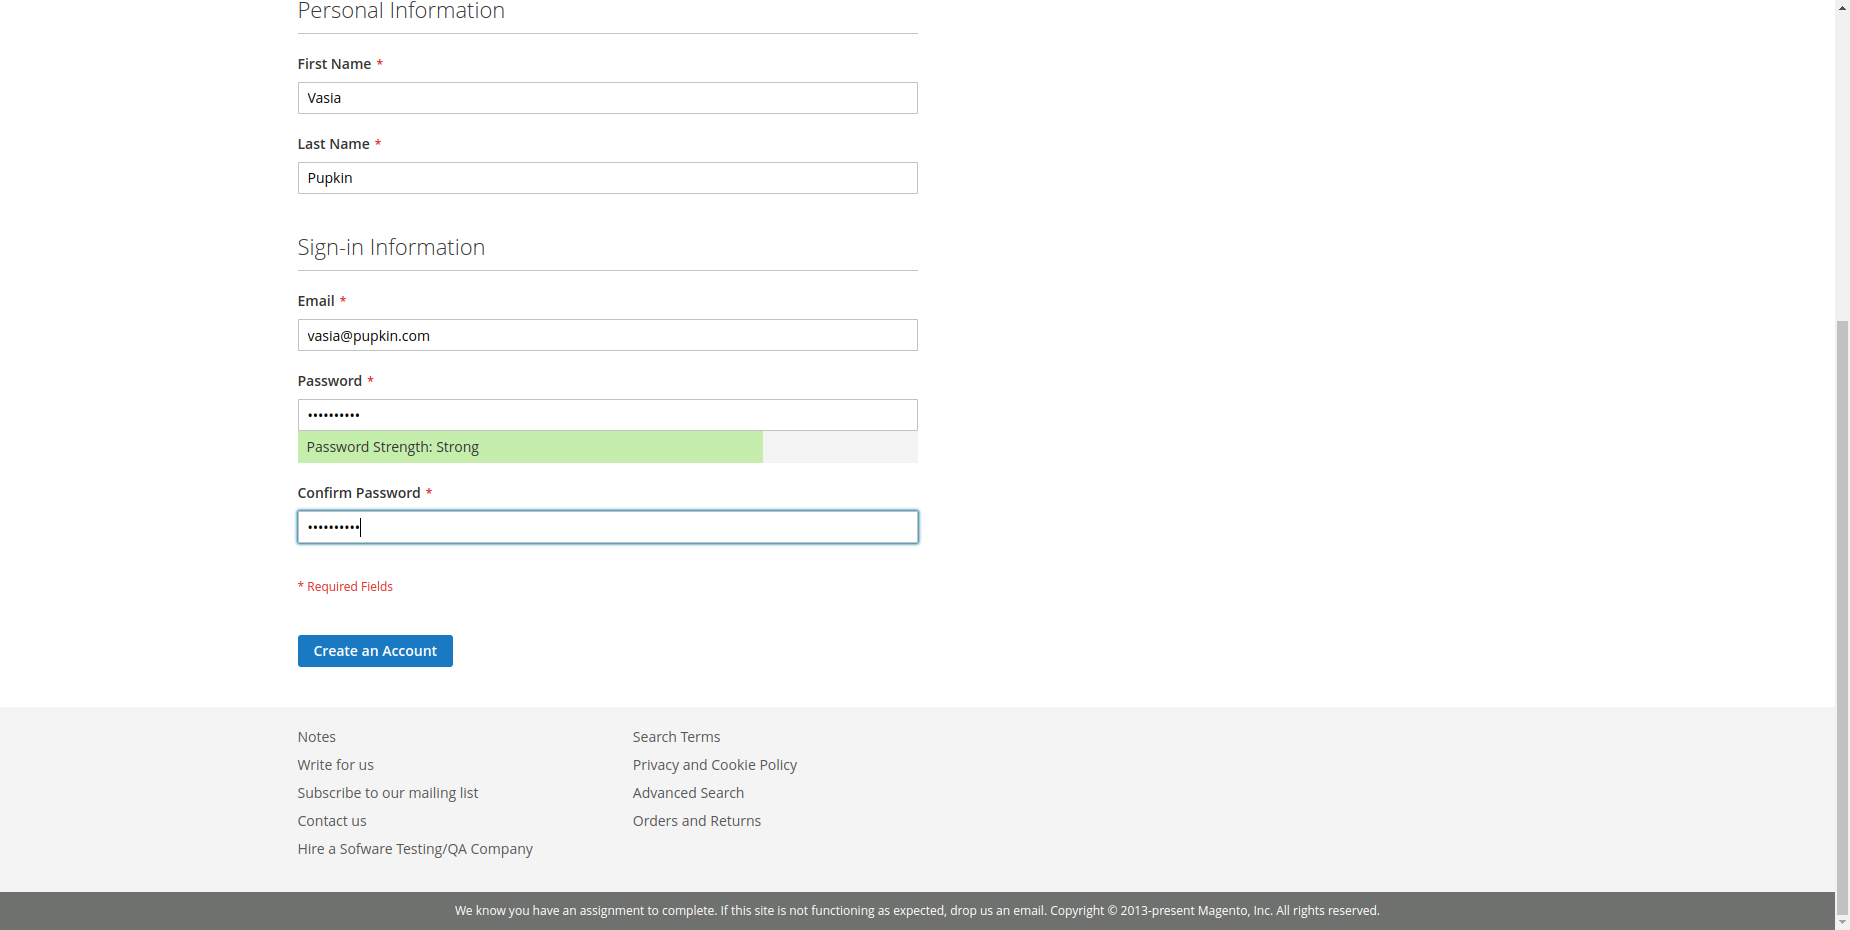 Personal Information
First Name *
Vasia
Last Name *
Pupkin
Sign-in Information
Email *
vasia@pupkin.com
Password *
••••••••••
Password Strength: Strong
Confirm Password *
••••••••••
* Required Fields
Create an Account
Notes
Write for us
Subscribe to our mailing list
Contact us
Hire a Sofware Testing/QA Company
Search Terms
Privacy and Cookie Policy
Advanced Search
Orders and Returns
We know you have an assignment to complete. If this site is not functioning as expected, drop us an email. Copyright © 2013-present Magento, Inc. All rights reserved.